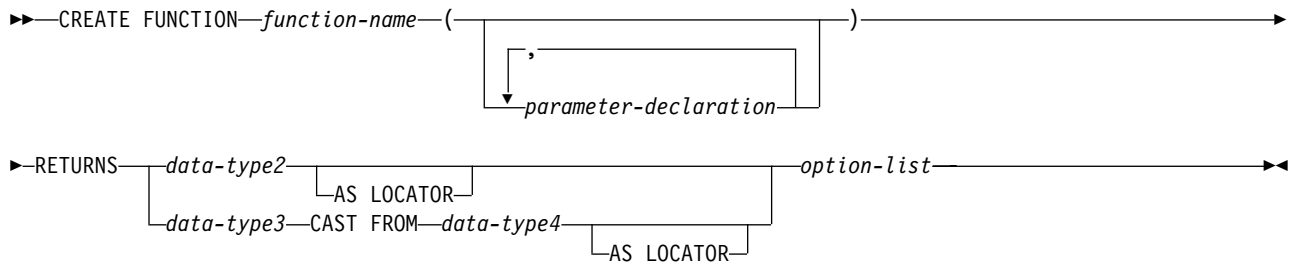 CREATE FUNCTION function-name ( )
,
parameter-declaration
RETURNS data-type2 option-list
AS LOCATOR
data-type3 CAST FROM data-type4
AS LOCATOR